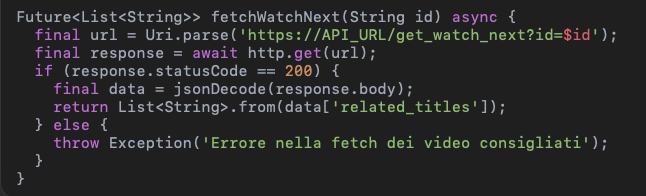 Future<List<String>> fetchWatchNext(String id) async {
  final url = Uri.parse('https://API_URL/get_watch_next?id=$id');
  final response = await http.get(url);
  if (response.statusCode == 200) {
    final data = jsonDecode(response.body);
    return List<String>.from(data['related_titles']);
  } else {
    throw Exception('Errore nella fetch dei video consigliati');
  }
}